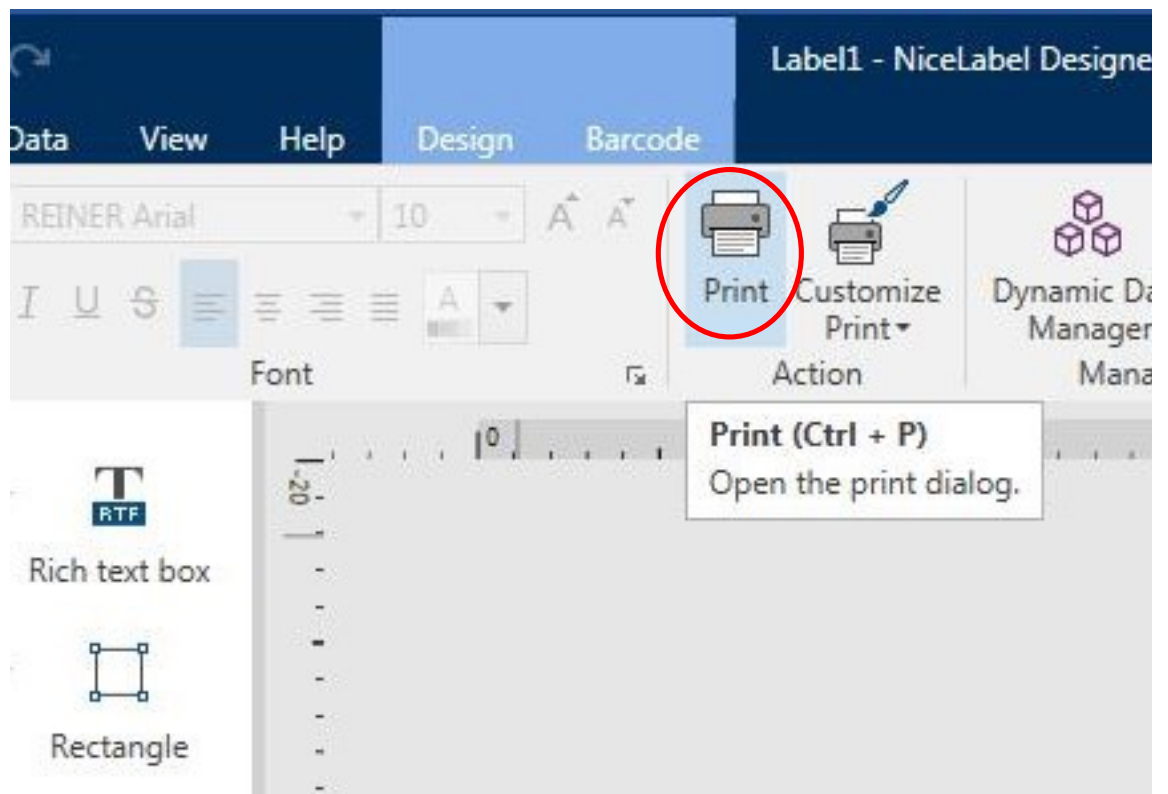 Label1 - NiceLabel Designe
Data View Help Design Barcode
REINER Arial 10 A A
I U S A
Print Customize Print
Dynamic Da
Manager
Font Action Mana
Print (Ctrl + P)
Open the print dialog.
0
-20
T
RTF
Rich text box
Rectangle